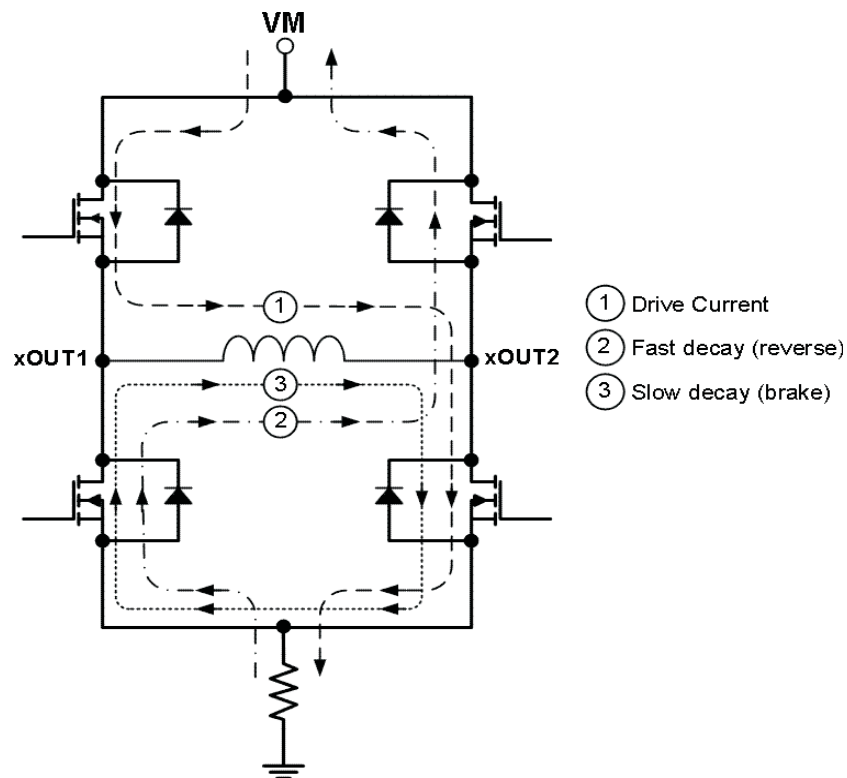 VM
1
1 Drive Current
xOUT1
xOUT2
2 Fast decay (reverse)
3
3 Slow decay (brake)
2